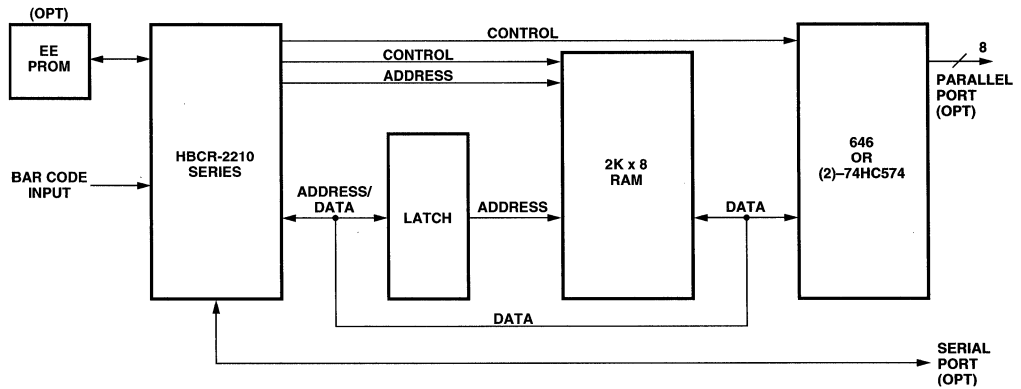 (OPT)
EE
PROM
BAR CODE
INPUT
HBCR-2210
SERIES
CONTROL
CONTROL
ADDRESS
ADDRESS/
DATA
LATCH
ADDRESS
2K x 8
RAM
DATA
DATA
646
OR
(2)–74HC574
8
PARALLEL
PORT
(OPT)
SERIAL
PORT
(OPT)